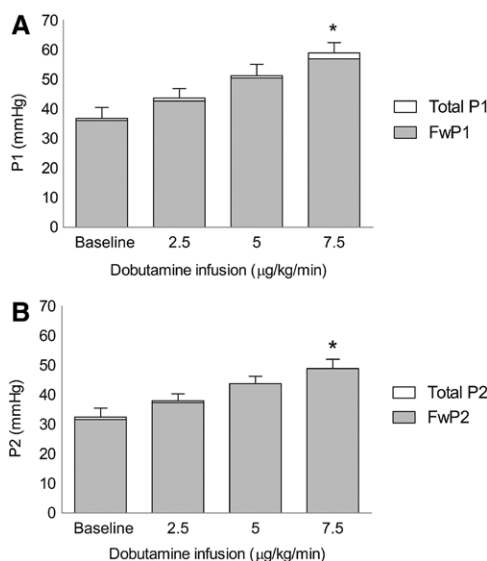 A
*
70
60
50
40
30
20
10
0
P1 (mmHg)
Total P1
FwP1
Baseline 2.5 5 7.5
Dobutamine infusion (μg/kg/min)
B
*
70
60
50
40
30
20
10
0
P2 (mmHg)
Total P2
FwP2
Baseline 2.5 5 7.5
Dobutamine infusion (μg/kg/min)